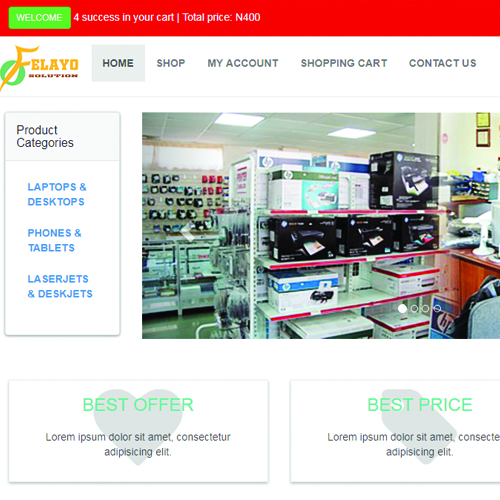 WELCOME 4 success in your cart | Total price: N400
FELAYO
SOLUTION
HOME SHOP MY ACCOUNT SHOPPING CART CONTACT US
Product
Categories
LAPTOPS &
DESKTOPS
PHONES &
TABLETS
LASERJETS
& DESKJETS
hp
BEST OFFER
Lorem ipsum dolor sit amet, consectetur
adipisicing elit.
BEST PRICE
Lorem ipsum dolor sit amet, consectetur
adipisicing elit.